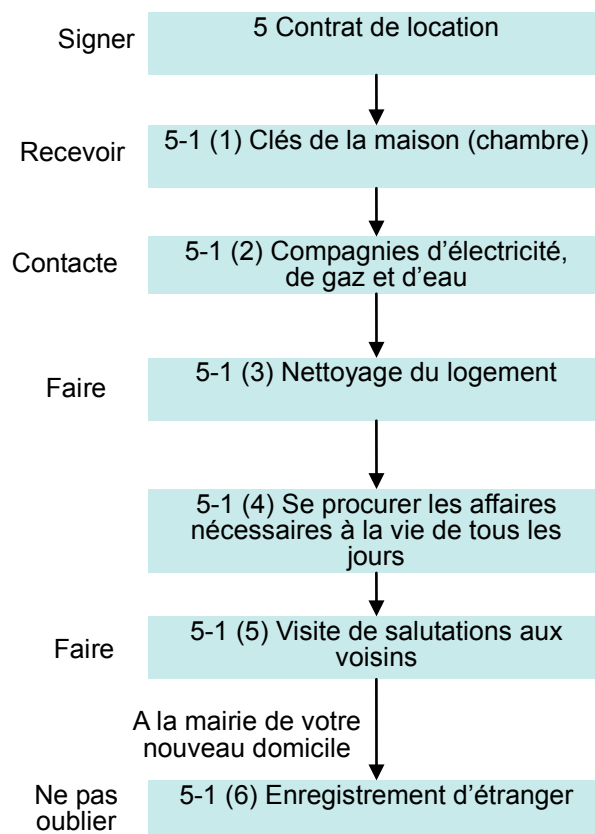 Signer
5 Contrat de location
Recevoir
5-1 (1) Clés de la maison (chambre)
Contacte
5-1 (2) Compagnies d’électricité,
de gaz et d’eau
Faire
5-1 (3) Nettoyage du logement
5-1 (4) Se procurer les affaires
nécessaires à la vie de tous les
jours
Faire
5-1 (5) Visite de salutations aux
voisins
A la mairie de votre
nouveau domicile
Ne pas
oublier
5-1 (6) Enregistrement d’étranger